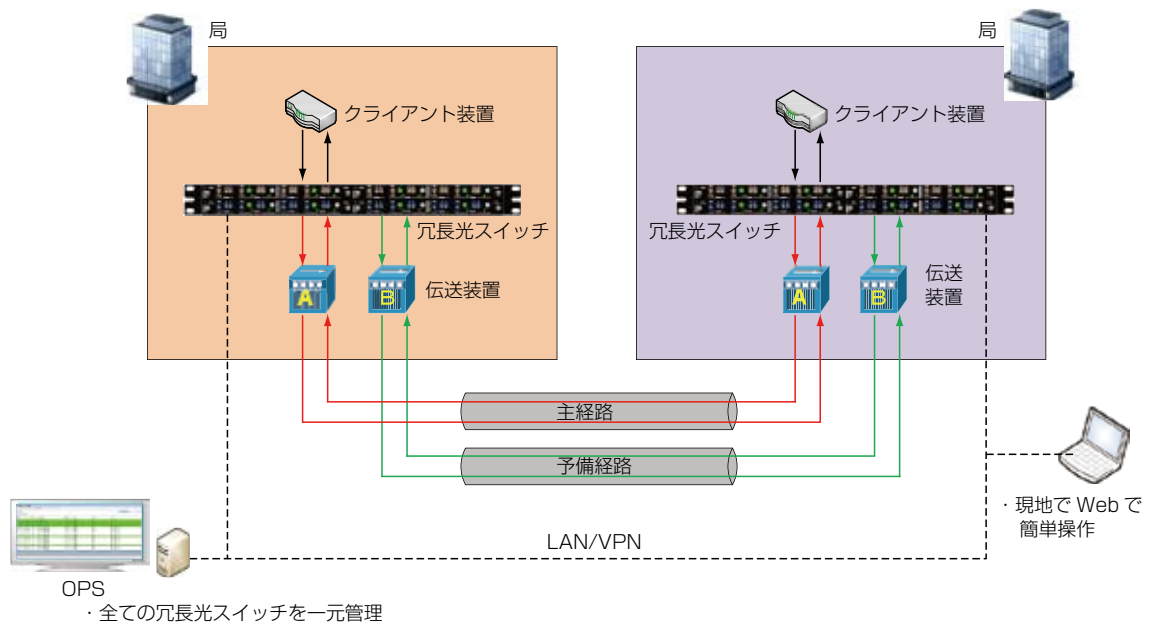 局
局
クライアント装置
クライアント装置
冗長光スイッチ
冗長光スイッチ
A
B
伝送装置
A
B
伝送
装置
主経路
予備経路
・現地で Web で
簡単操作
LAN/VPN
OPS
・全ての冗長光スイッチを一元管理